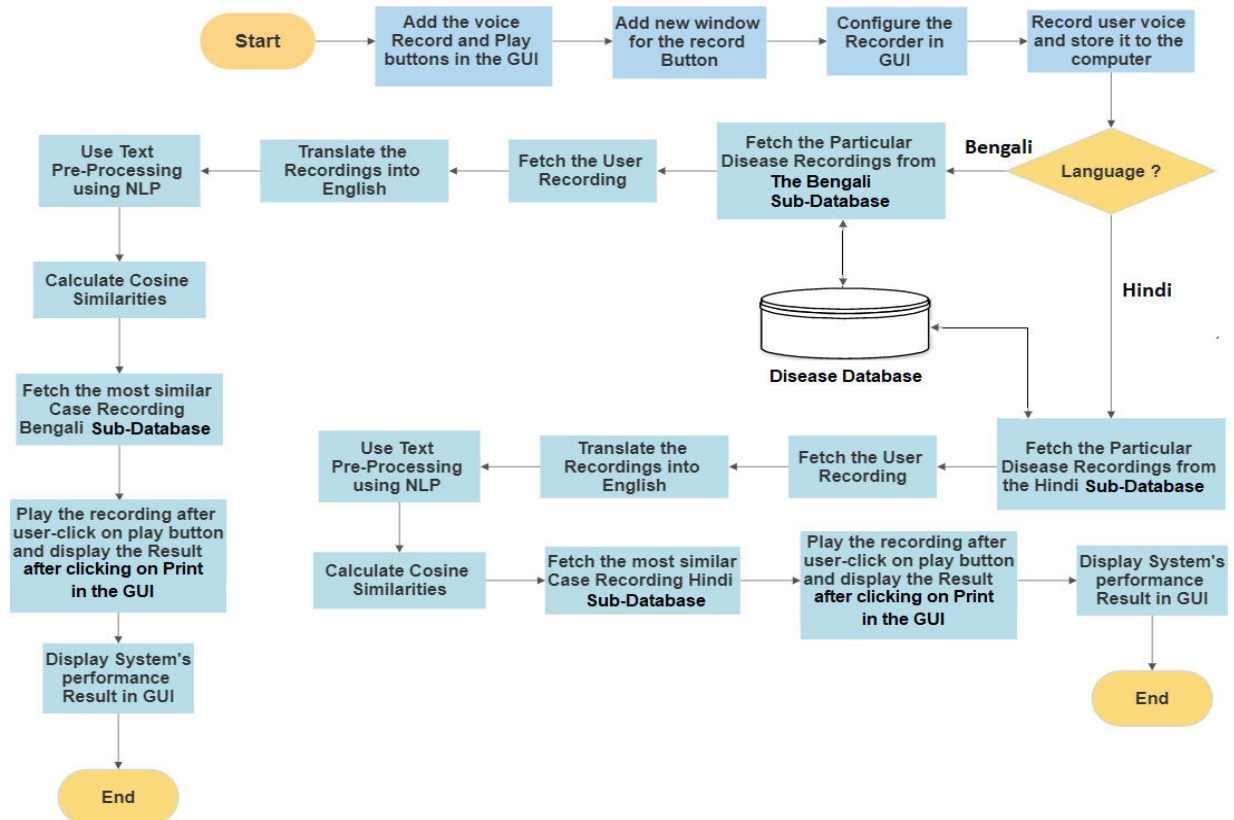 Start
Add the voice
Record and Play
buttons in the GUI
Add new window
for the record
Button
Configure the
Recorder in
GUI
Record user voice
and store it to the
computer
Language ?
Bengali
Hindi
Fetch the Particular
Disease Recordings from
The Bengali
Sub-Database
Fetch the User
Recording
Translate the
Recordings into
English
Use Text
Pre-Processing
using NLP
Calculate Cosine
Similarities
Fetch the most similar
Case Recording
Bengali Sub-Database
Play the recording after
user-click on play button
and display the Result
after clicking on Print
in the GUI
Display System's
performance
Result in GUI
End
Disease Database
Fetch the Particular
Disease Recordings from
the Hindi Sub-Database
Fetch the User
Recording
Translate the
Recordings into
English
Use Text
Pre-Processing
using NLP
Calculate Cosine
Similarities
Fetch the most similar
Case Recording Hindi
Sub-Database
Play the recording after
user-click on play button
and display the Result
after clicking on Print
in the GUI
Display System's
performance
Result in GUI
End